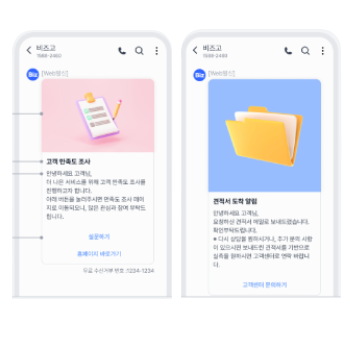 비즈고
1588-2460
Biz
[Web발신]
고객 만족도 조사
안녕하세요 고객님,
더 나은 서비스를 위해 고객 만족도 조사를
진행하고자 합니다.
아래 버튼을 눌러주시면 만족도 조사 페이
지로 이동되오니, 많은 관심과 참여 부탁드
립니다.
설문하기
홈페이지 바로가기
무료 수신거부 번호 :1234-1234
비즈고
1588-2460
Biz
[Web발신]
견적서 도착 알림
안녕하세요 고객님,
요청하신 견적서 메일로 보내드렸습니다.
확인부탁드립니다.
※ 다시 상담을 원하시거나, 추가 문의 사항
이 있으시면 보내드린 견적서를 기반으로
실측을 원하시면 고객센터로 연락 바랍니
다.
고객센터 문의하기